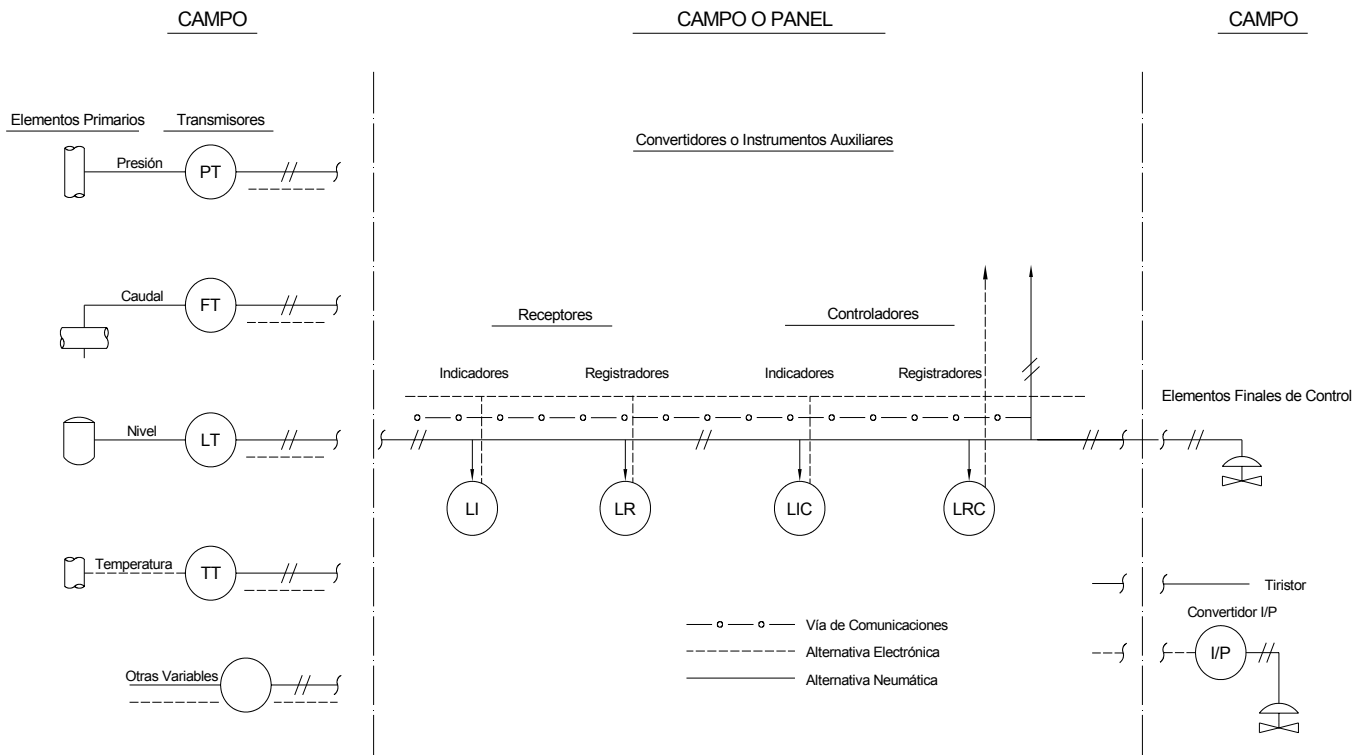 CAMPO
CAMPO O PANEL
CAMPO
Elementos Primarios
Transmisores
Convertidores o Instrumentos Auxiliares
Presión
PT
Caudal
FT
Receptores
Controladores
Indicadores
Registradores
Indicadores
Registradores
Elementos Finales de Control
Nivel
LT
LI
LR
LIC
LRC
Temperatura
TT
Tiristor
Convertidor I/P
I/P
Vía de Comunicaciones
Alternativa Electrónica
Alternativa Neumática
Otras Variables